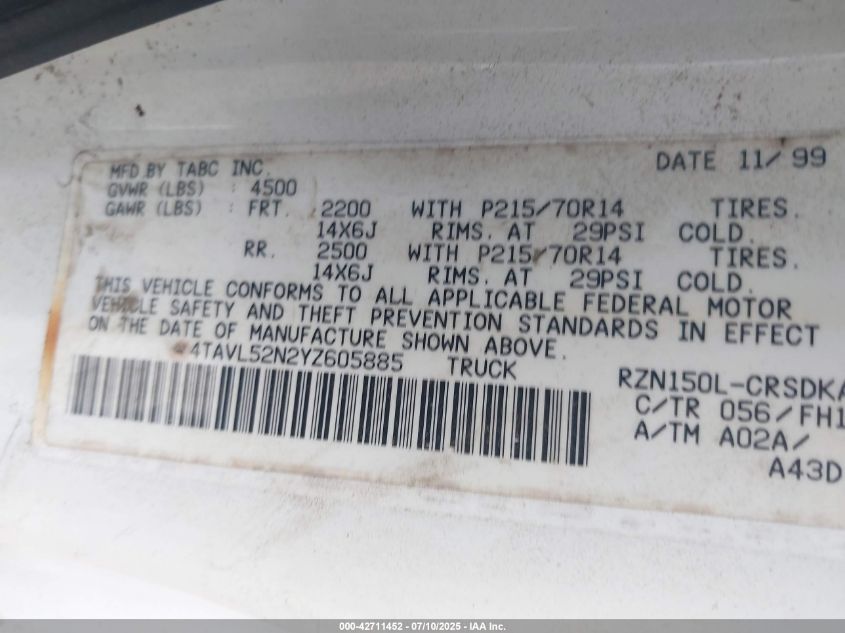 MFD.BY TABC INC. DATE 11/ 99
GVWR (LBS) : 4500
GAWR (LBS) : FRT. 2200 WITH P215/70R14 TIRES.
14X6J RIMS. AT 29PSI COLD.
RR. 2500 WITH P215/70R14 TIRES.
14X6J RIMS. AT 29PSI COLD.
THIS VEHICLE CONFORMS TO ALL APPLICABLE FEDERAL MOTOR
VEHICLE SAFETY AND THEFT PREVENTION STANDARDS IN EFFECT
ON THE DATE OF MANUFACTURE SHOWN ABOVE.
4TAVL52N2YZ605885 TRUCK
RZN150L-CRSDKA
C/TR 056/FH1
A/TM A02A/
A43D
000-42711452 - 07/10/2025 - IAA Inc.